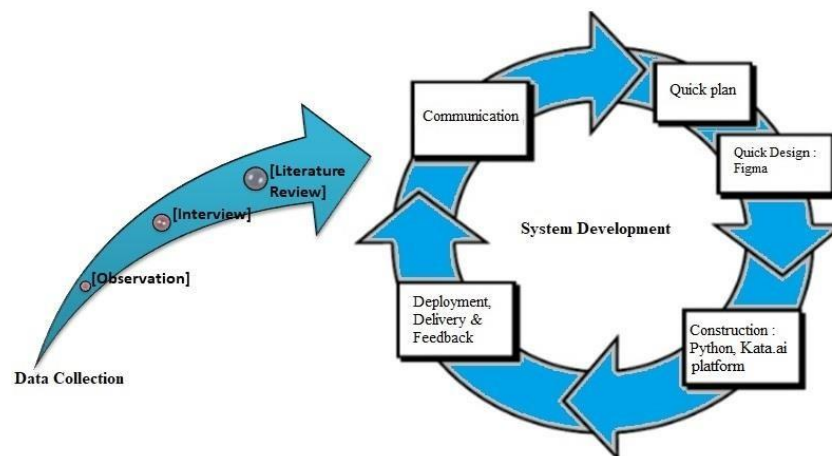 [Literature
Review]
[Interview]
[Observation]
Data Collection
Communication
Quick plan
Quick Design :
Figma
System Development
Construction :
Python, Kata.ai
platform
Deployment,
Delivery &
Feedback